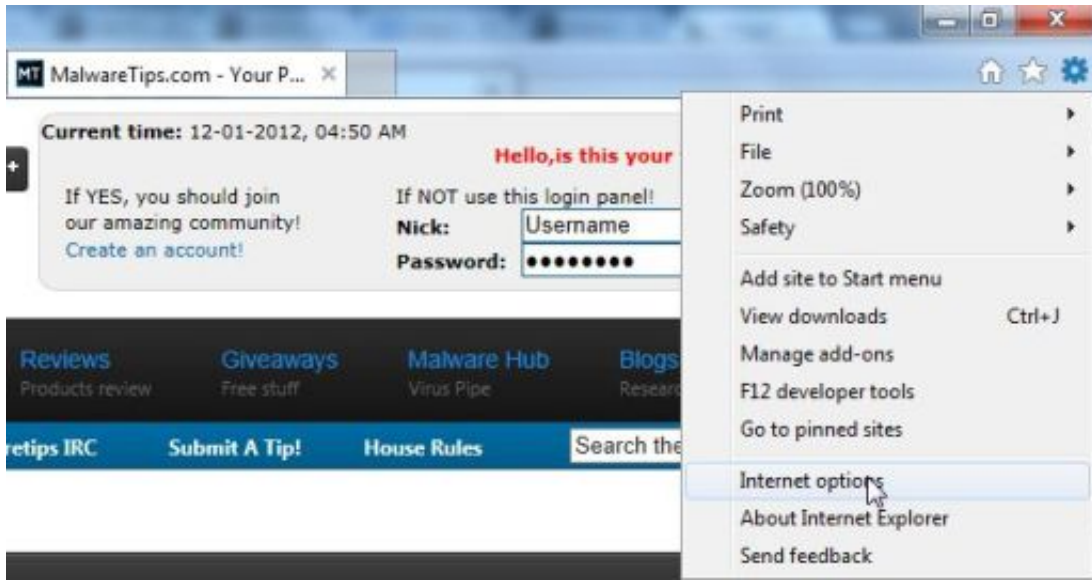 MT MalwareTips.com - Your P...
Current time: 12-01-2012, 04:50 AM
Hello,is this your
+
If YES, you should join
our amazing community!
Create an account!
If NOT use this login panel!
Nick: Username
Password: ●●●●●●●●
Reviews Giveaways Malware Hub Blogs
Products review Free stuff Virus Pipe Researc
retips IRC Submit A Tip! House Rules Search the
Print
File
Zoom (100%)
Safety
Add site to Start menu
View downloads Ctrl+J
Manage add-ons
F12 developer tools
Go to pinned sites
Internet options
About Internet Explorer
Send feedback